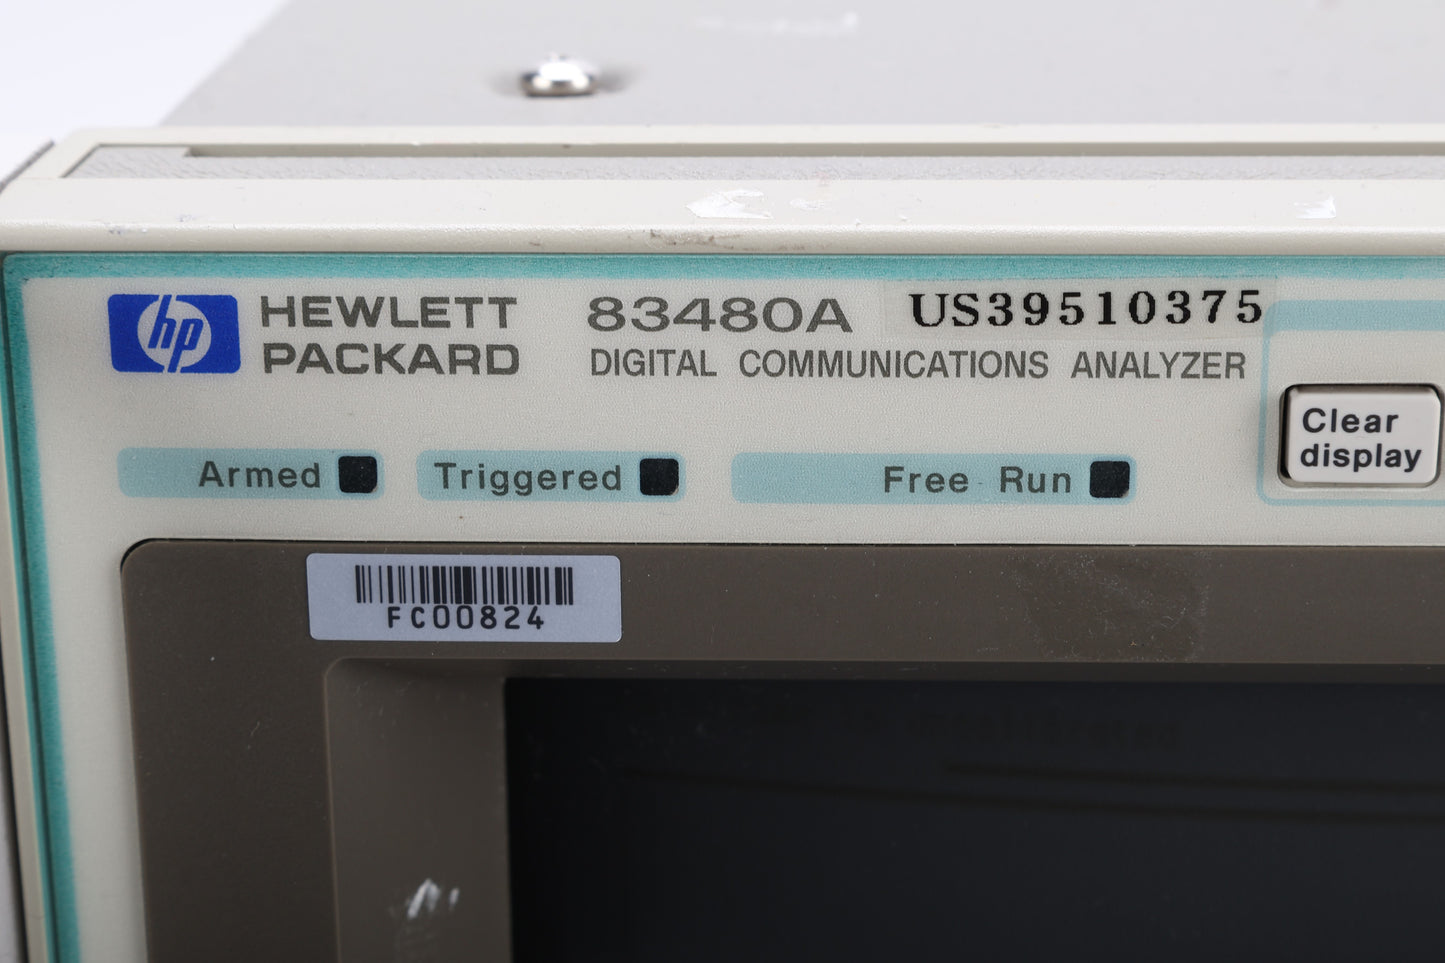 hp HEWLETT PACKARD 83480A US39510375
DIGITAL COMMUNICATIONS ANALYZER
Clear
display
Armed Triggered Free Run
FC00824